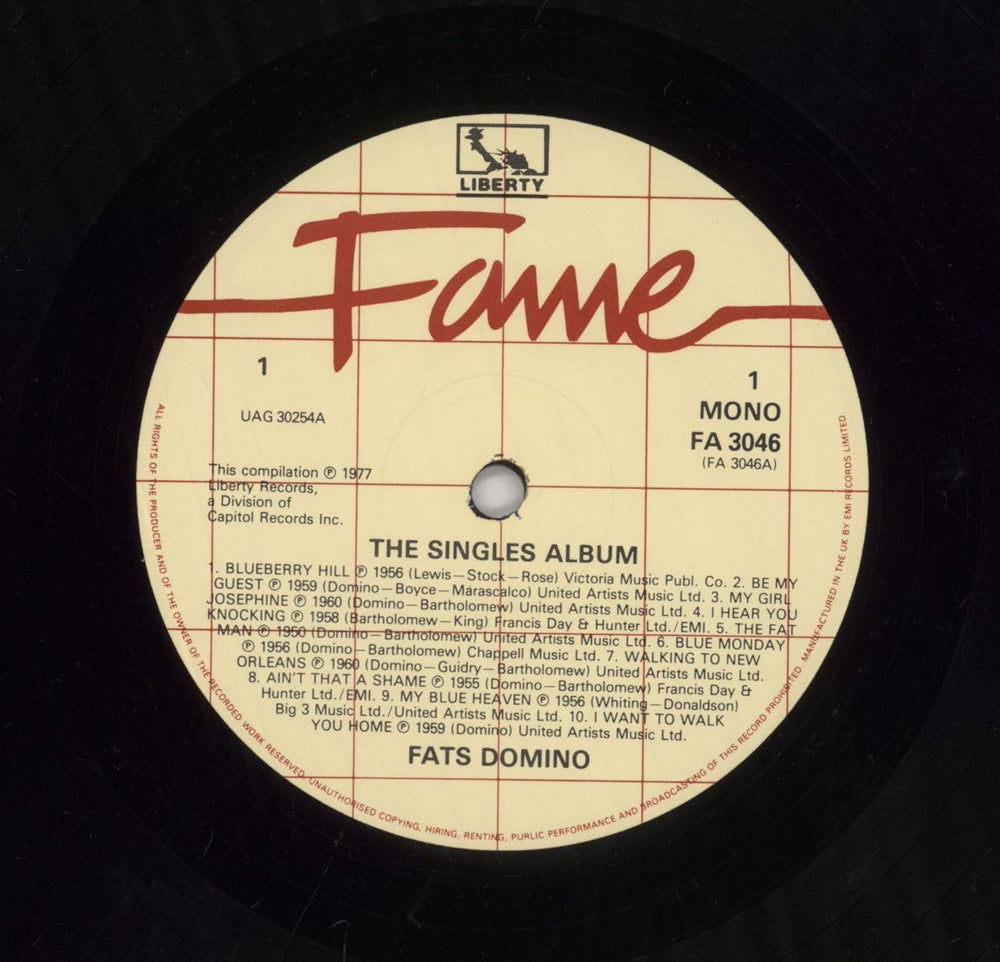 LIBERTY
Fame
1
UAG 30254A
1
MONO
FA 3046
(FA 3046A)
This compilation ℗ 1977
Liberty Records,
a Division of
Capitol Records Inc.
THE SINGLES ALBUM
1. BLUEBERRY HILL ℗ 1956 (Lewis—Stock—Rose) Victoria Music Publ. Co. 2. BE MY
GUEST ℗ 1959 (Domino—Boyce—Marascalco) United Artists Music Ltd. 3. MY GIRL
JOSEPHINE ℗ 1960 (Domino—Bartholomew) United Artists Music Ltd. 4. I HEAR YOU
KNOCKING ℗ 1958 (Bartholomew—King) Francis Day & Hunter Ltd./EMI. 5. THE FAT
MAN ℗ 1950 (Domino—Bartholomew) United Artists Music Ltd. 6. BLUE MONDAY
℗ 1956 (Domino—Bartholomew) Chappell Music Ltd. 7. WALKING TO NEW
ORLEANS ℗ 1960 (Domino—Guidry—Bartholomew) United Artists Music Ltd.
8. AIN'T THAT A SHAME ℗ 1955 (Domino—Bartholomew) Francis Day &
Hunter Ltd./EMI. 9. MY BLUE HEAVEN ℗ 1956 (Whiting—Donaldson)
Big 3 Music Ltd./United Artists Music Ltd. 10. I WANT TO WALK
YOU HOME ℗ 1959 (Domino) United Artists Music Ltd.
FATS DOMINO
ALL RIGHTS OF THE PRODUCER AND OF THE OWNER OF THE RECORDED WORK RESERVED. UNAUTHORISED COPYING, HIRING, RENTING, PUBLIC PERFORMANCE AND BROADCASTING OF THIS RECORD PROHIBITED. MANUFACTURED IN THE UK BY EMI RECORDS LIMITED.